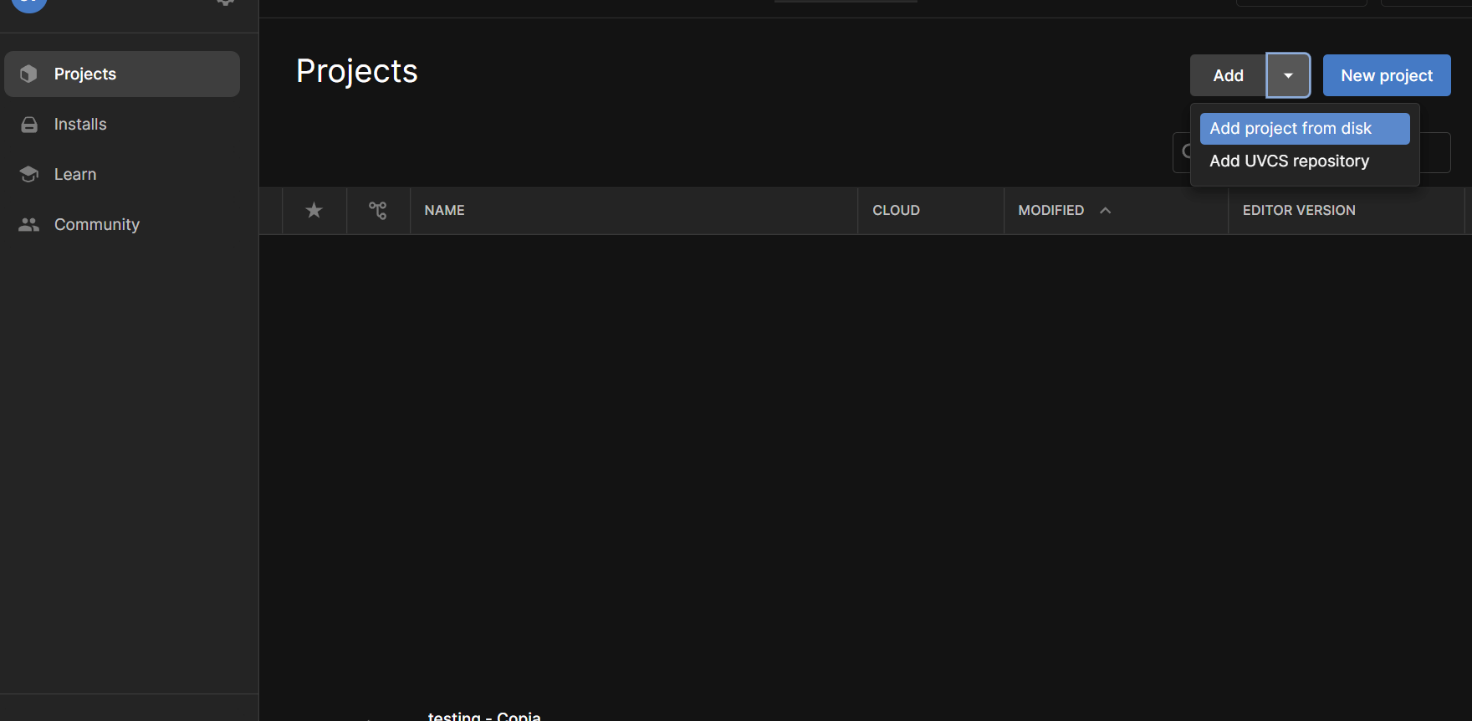 Projects
Installs
Learn
Community
Projects
Add
New project
Add project from disk
Add UVCS repository
NAME
CLOUD
MODIFIED
EDITOR VERSION
testing - Copia